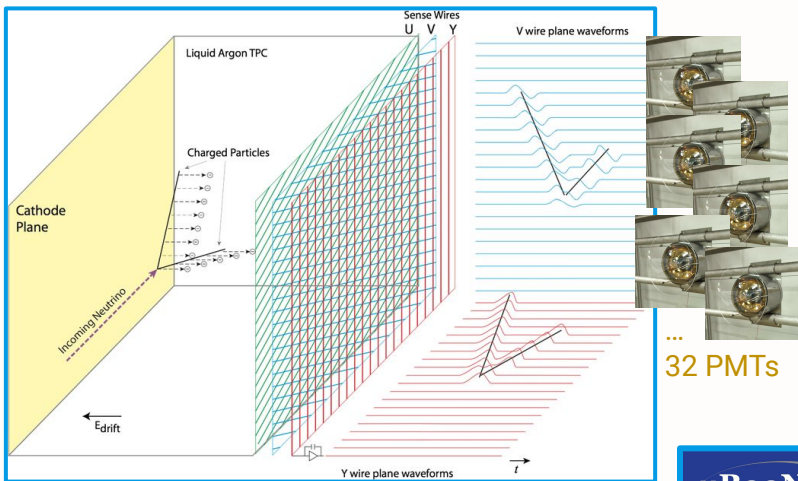 Sense Wires
U V Y
V wire plane waveforms
Liquid Argon TPC
Charged Particles
Cathode
Plane
Incoming Neutrino
Edrift
t
Y wire plane waveforms
...
32 PMTs